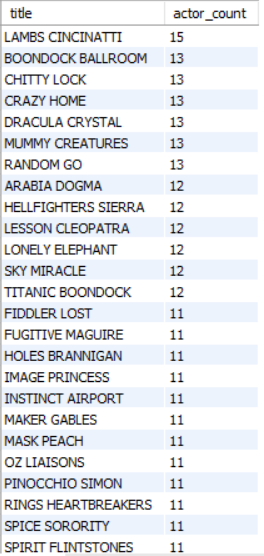 title actor_count
LAMBS CINCINATTI 15
BOONDOCK BALLROOM 13
CHITTY LOCK 13
CRAZY HOME 13
DRACULA CRYSTAL 13
MUMMY CREATURES 13
RANDOM GO 13
ARABIA DOGMA 12
HELLFIGHTERS SIERRA 12
LESSON CLEOPATRA 12
LONELY ELEPHANT 12
SKY MIRACLE 12
TITANIC BOONDOCK 12
FIDDLER LOST 11
FUGITIVE MAGUIRE 11
HOLES BRANNIGAN 11
IMAGE PRINCESS 11
INSTINCT AIRPORT 11
MAKER GABLES 11
MASK PEACH 11
OZ LIAISONS 11
PINOCCHIO SIMON 11
RINGS HEARTBREAKERS 11
SPICE SORORITY 11
SPIRIT FLINTSTONES 11